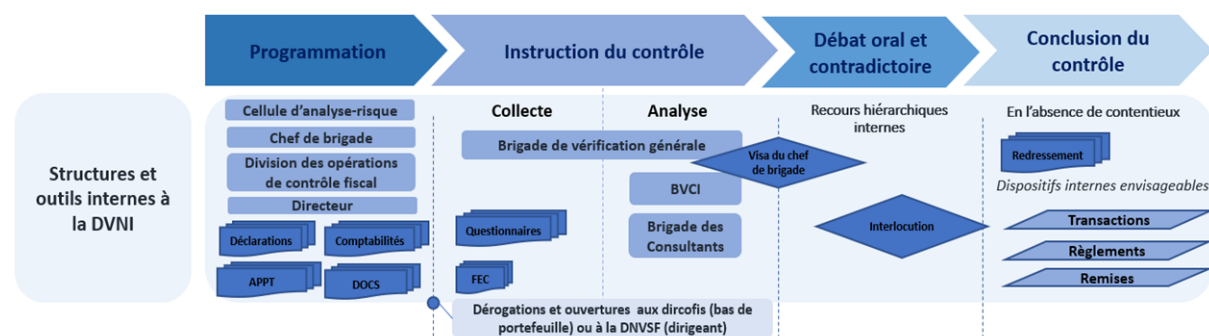 Programmation
Instruction du contrôle
Débat oral et
contradictoire
Conclusion du
contrôle
Structures et
outils internes à
la DVNI
Cellule d'analyse-risque
Chef de brigade
Division des opérations
de contrôle fiscal
Directeur
Déclarations
Comptabilités
APPT
DOCS
Collecte
Analyse
Brigade de vérification générale
BVCI
Brigade des
Consultants
Questionnaires
FEC
Dérogations et ouvertures aux dircofis (bas de
portefeuille) ou à la DNVSF (dirigeant)
Visa du chef
de brigade
Recours hiérarchiques
internes
Interlocution
En l'absence de contentieux
Redressement
Dispositifs internes envisageables
Transactions
Règlements
Remises